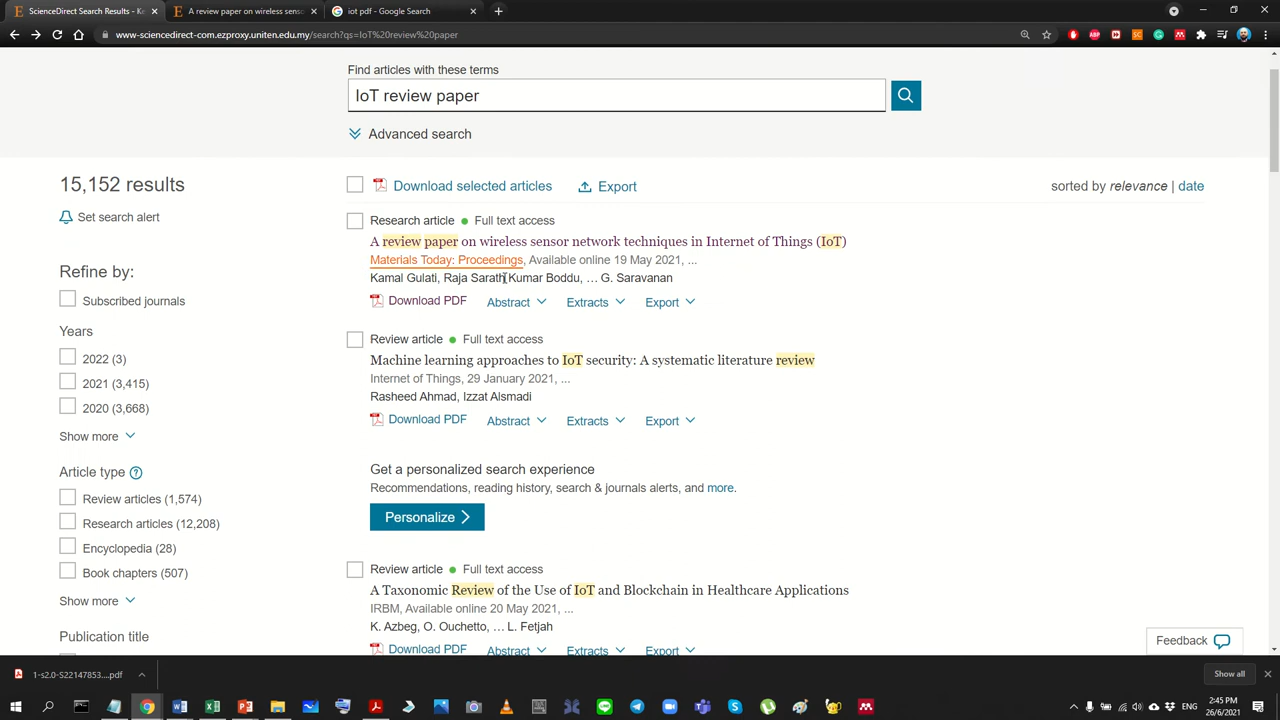 ScienceDirect Search Results - Ke
A review paper on wireless senso
iot pdf - Google Search
www-sciencedirect-com.ezproxy.uniten.edu.my/search?qs=IoT%20review%20paper
Find articles with these terms
IoT review paper
Advanced search
15,152 results
Download selected articles
Export
sorted by relevance | date
Set search alert
Research article
Full text access
A review paper on wireless sensor network techniques in Internet of Things (IoT)
Materials Today: Proceedings, Available online 19 May 2021, ...
Kamal Gulati, Raja Sarath Kumar Boddu, … G. Saravanan
Download PDF
Abstract
Extracts
Export
Refine by:
Subscribed journals
Years
2022 (3)
2021 (3,415)
2020 (3,668)
Show more
Review article
Full text access
Machine learning approaches to IoT security: A systematic literature review
Internet of Things, 29 January 2021, ...
Rasheed Ahmad, Izzat Alsmadi
Download PDF
Abstract
Extracts
Export
Article type
Review articles (1,574)
Research articles (12,208)
Encyclopedia (28)
Book chapters (507)
Show more
Publication title
Get a personalized search experience
Recommendations, reading history, search & journals alerts, and more.
Personalize
Review article
Full text access
A Taxonomic Review of the Use of IoT and Blockchain in Healthcare Applications
IRBM, Available online 20 May 2021, ...
K. Azbeg, O. Ouchetto, … L. Fetjah
Download PDF
Abstract
Extracts
Export
Feedback
1-s2.0-S22147853....pdf
Show all
ENG
2:45 PM
26/6/2021